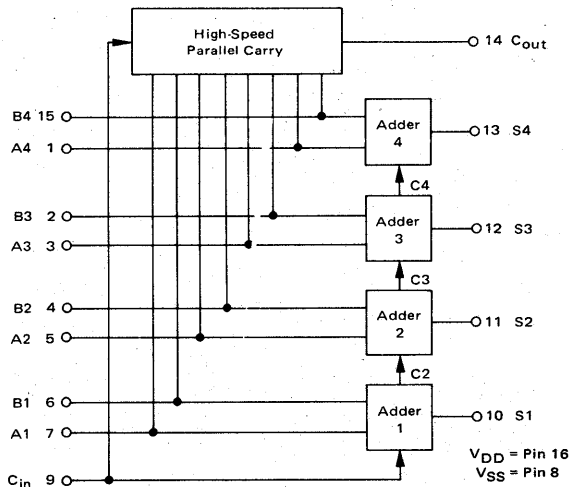 High-Speed
Parallel Carry
14 Cout
B4 15
A4 1
Adder
4
13 S4
C4
B3 2
A3 3
Adder
3
12 S3
C3
B2 4
A2 5
Adder
2
11 S2
C2
B1 6
A1 7
Adder
1
10 S1
VDD = Pin 16
VSS = Pin 8
Cin 9